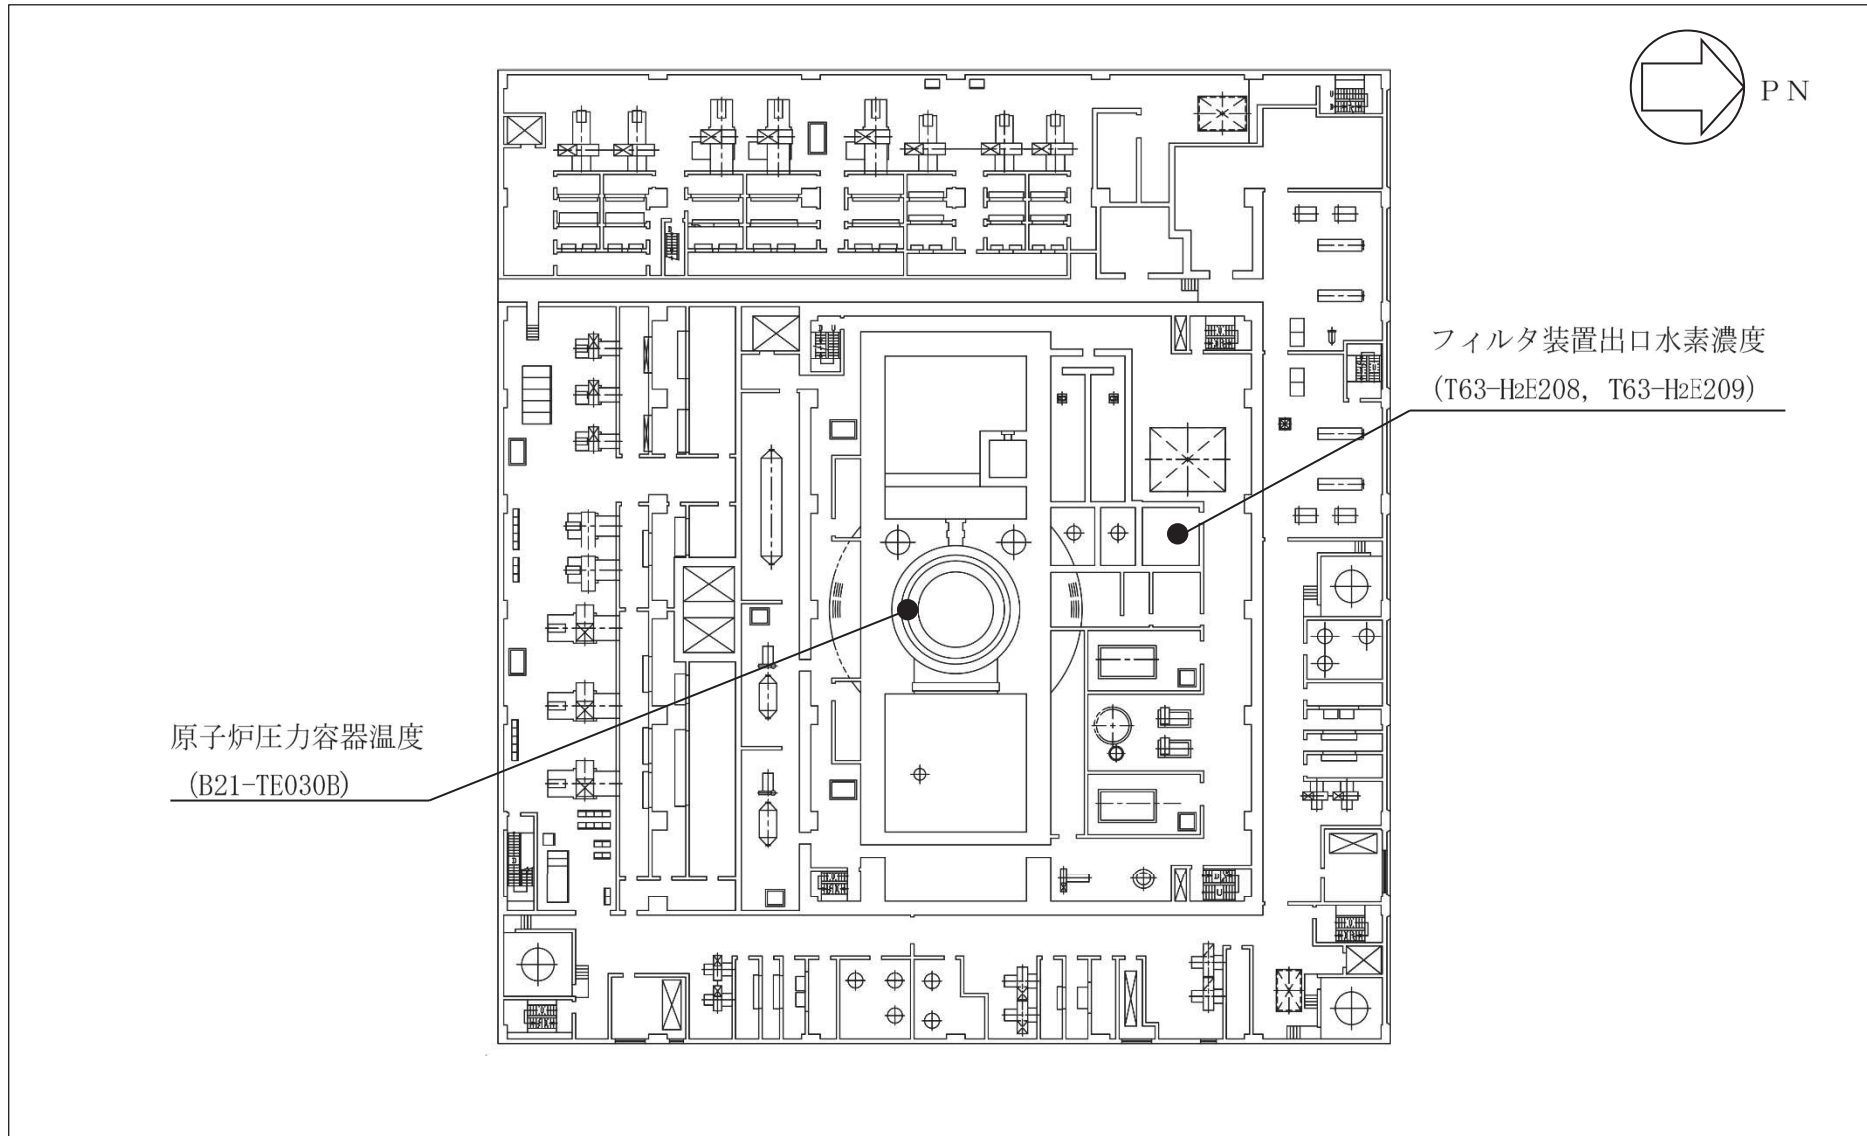 ＰＮ
フィルタ装置出口水素濃度
(T63-H2E208, T63-H2E209)
原子炉圧力容器温度
(B21-TE030B)